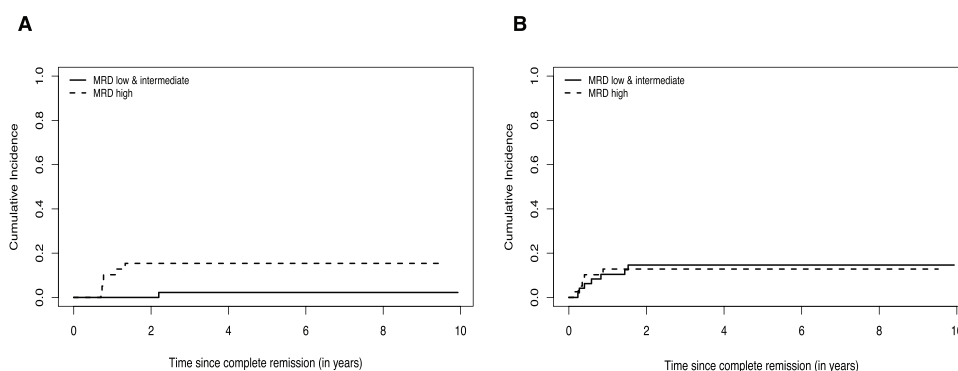 A
MRD low & intermediate
MRD high
Cumulative Incidence
1.0
0.8
0.6
0.4
0.2
0.0
0 2 4 6 8 10
Time since complete remission (in years)
B
MRD low & intermediate
MRD high
Cumulative Incidence
1.0
0.8
0.6
0.4
0.2
0.0
0 2 4 6 8
Time since complete remission (in years)